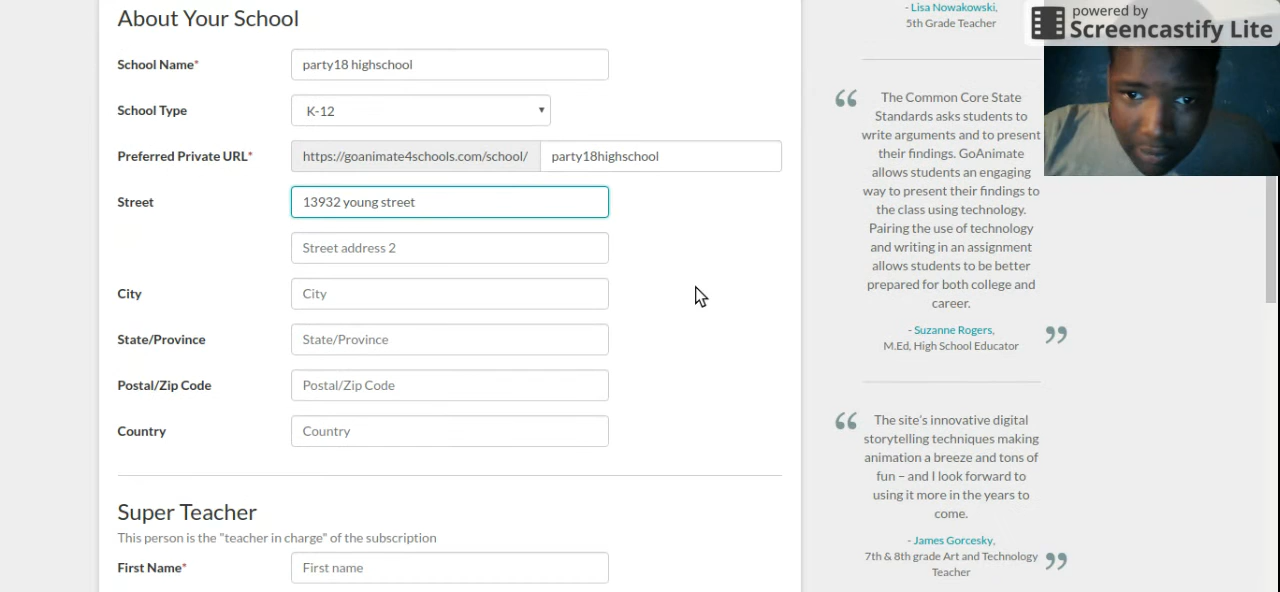 About Your School
School Name*
party18 highschool
School Type
K-12
Preferred Private URL*
https://goanimate4schools.com/school/
party18highschool
Street
13932 young street
Street address 2
City
City
State/Province
State/Province
Postal/Zip Code
Postal/Zip Code
Country
Country
Super Teacher
This person is the "teacher in charge" of the subscription
First Name*
First name
- Lisa Nowakowski,
5th Grade Teacher
“
The Common Core State
Standards asks students to
write arguments and to present
their findings. GoAnimate
allows students an engaging
way to present their findings to
the class using technology.
Pairing the use of technology
and writing in an assignment
allows students to be better
prepared for both college and
career.
- Suzanne Rogers,
M.Ed, High School Educator
”
“
The site's innovative digital
storytelling techniques making
animation a breeze and tons of
fun – and I look forward to
using it more in the years to
come.
- James Gorcesky,
7th & 8th grade Art and Technology
Teacher
”
powered by
Screencastify Lite